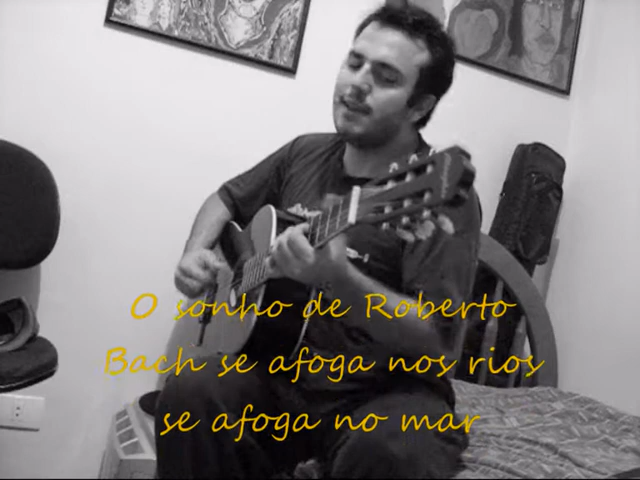 O sonho de Roberto
Bach se afoga nos rios
se afoga no mar